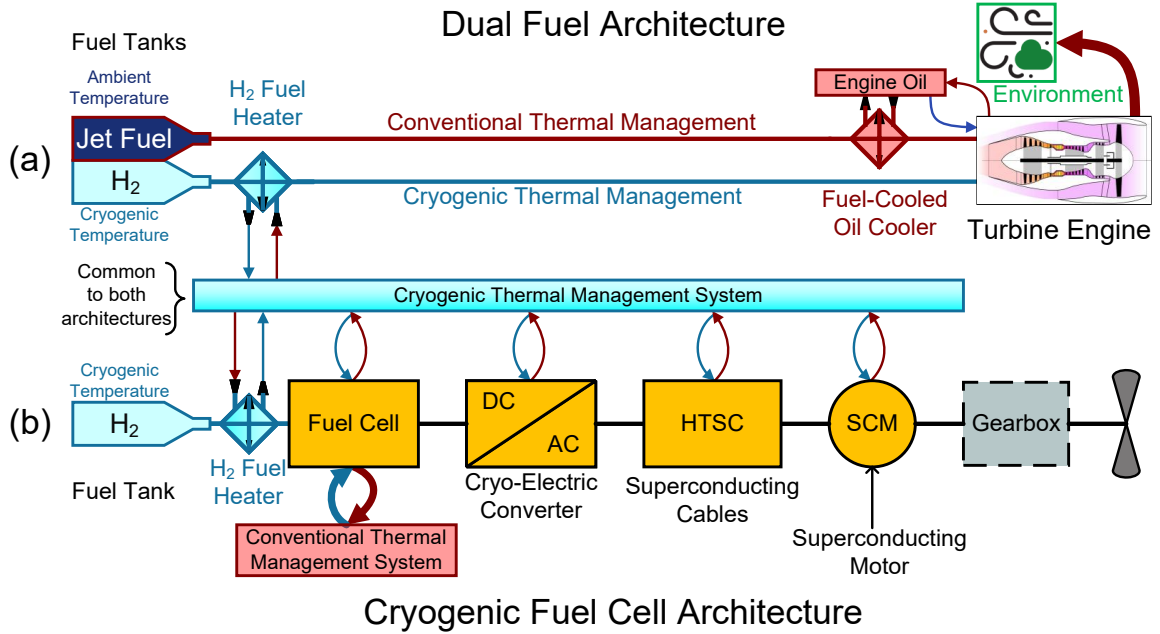 Dual Fuel Architecture
Fuel Tanks
Ambient
Temperature
H₂ Fuel
Heater
Engine Oil
Environment
Conventional Thermal Management
(a)
Jet Fuel
H₂
Cryogenic Thermal Management
Cryogenic
Temperature
Fuel-Cooled
Oil Cooler
Turbine Engine
Common
to both
architectures
Cryogenic Thermal Management System
Cryogenic
Temperature
(b)
H₂
H₂ Fuel
Heater
Fuel Tank
Fuel Cell
DC
AC
Cryo-Electric
Converter
HTSC
Superconducting
Cables
SCM
Superconducting
Motor
Gearbox
Conventional Thermal
Management System
Cryogenic Fuel Cell Architecture